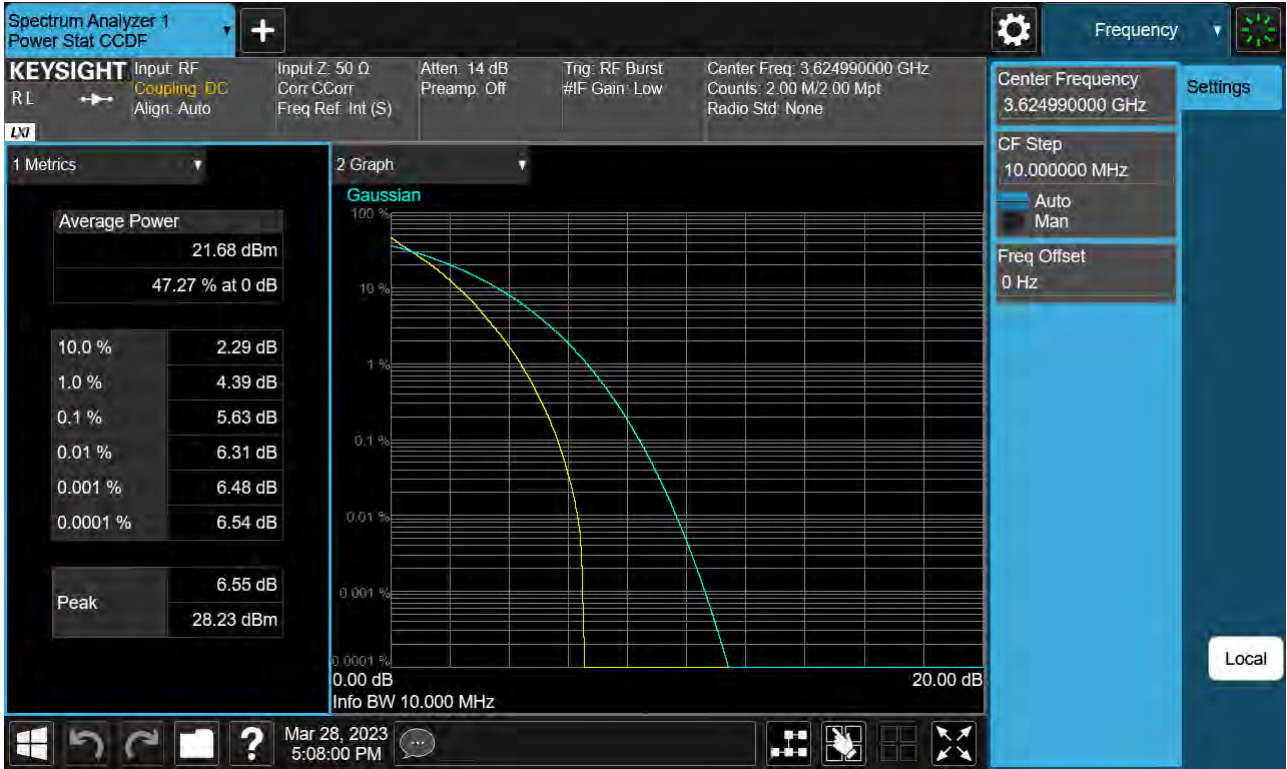 Spectrum Analyzer 1
Power Stat CCDF
Frequency
KEYSIGHT
R L
LXI
Input: RF
Coupling: DC
Align: Auto
Input Z: 50 Ω
Corr CCorr
Freq Ref: Int (S)
Atten: 14 dB
Preamp: Off
Trig: RF Burst
#IF Gain: Low
Center Freq: 3.624990000 GHz
Counts: 2.00 M/2.00 Mpt
Radio Std: None
Center Frequency
3.624990000 GHz
Settings
CF Step
10.000000 MHz
Auto
Man
Freq Offset
0 Hz
Local
1 Metrics
Average Power
21.68 dBm
47.27 % at 0 dB
10.0 % 2.29 dB
1.0 % 4.39 dB
0.1 % 5.63 dB
0.01 % 6.31 dB
0.001 % 6.48 dB
0.0001 % 6.54 dB
Peak
6.55 dB
28.23 dBm
2 Graph
Gaussian
100 %
10 %
1 %
0.1 %
0.01 %
0.001 %
0.0001 %
0.00 dB 20.00 dB
Info BW 10.000 MHz
?
Mar 28, 2023
5:08:00 PM